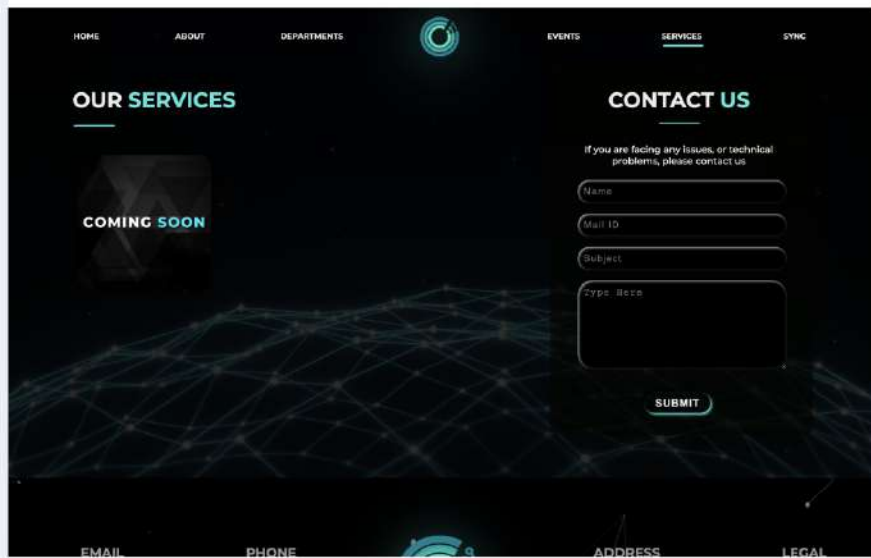 HOME ABOUT DEPARTMENTS EVENTS SERVICES SYNC
OUR SERVICES
COMING SOON
CONTACT US
If you are facing any issues, or technical
problems, please contact us
Name
Mail ID
Subject
Type Here
SUBMIT
EMAIL PHONE ADDRESS LEGAL